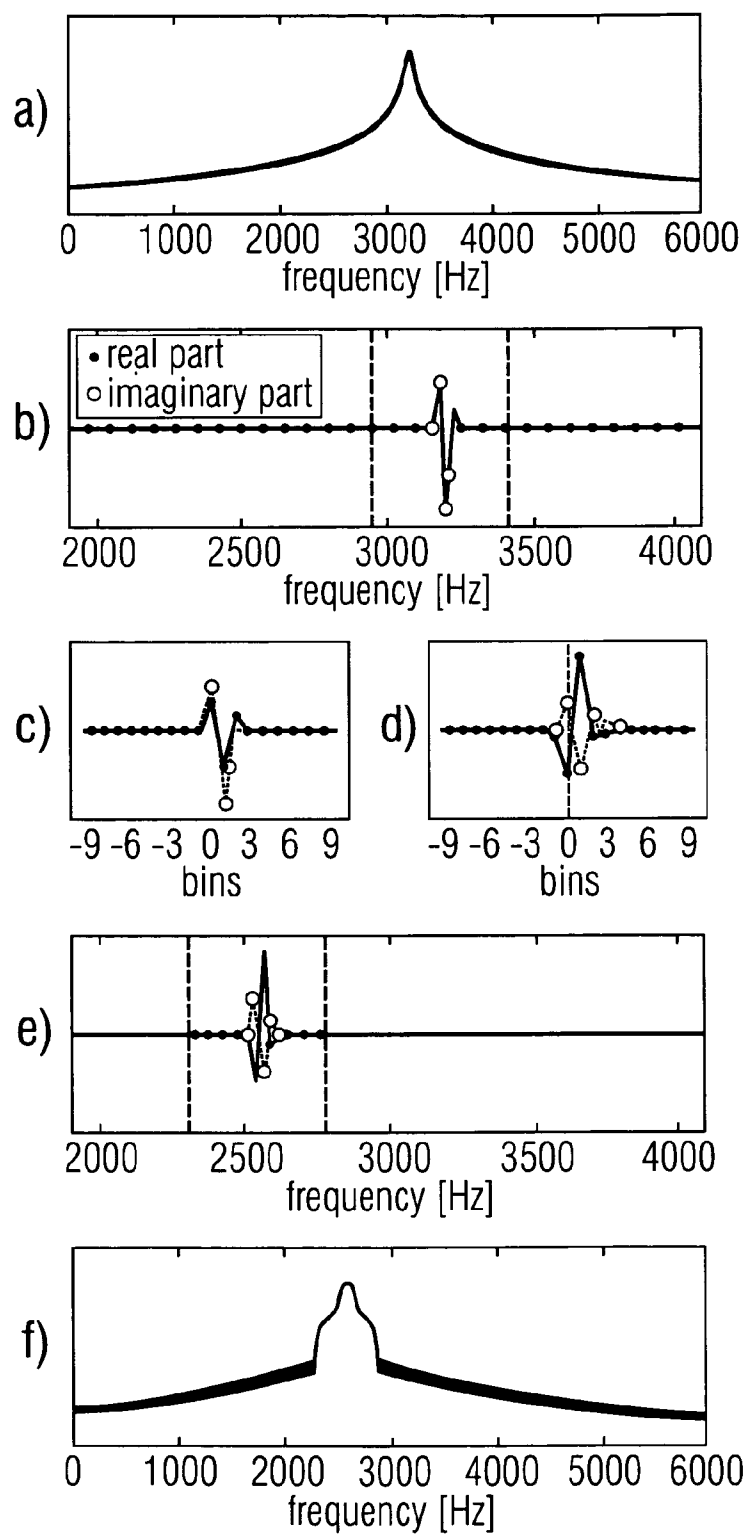 a)
0 1000 2000 3000 4000 5000 6000
frequency [Hz]
• real part
○ imaginary part
b)
2000 2500 3000 3500 4000
frequency [Hz]
c)
-9 -6 -3 0 3 6 9
bins
d)
-9 -6 -3 0 3 6 9
bins
e)
2000 2500 3000 3500 4000
frequency [Hz]
f)
0 1000 2000 3000 4000 5000 6000
frequency [Hz]